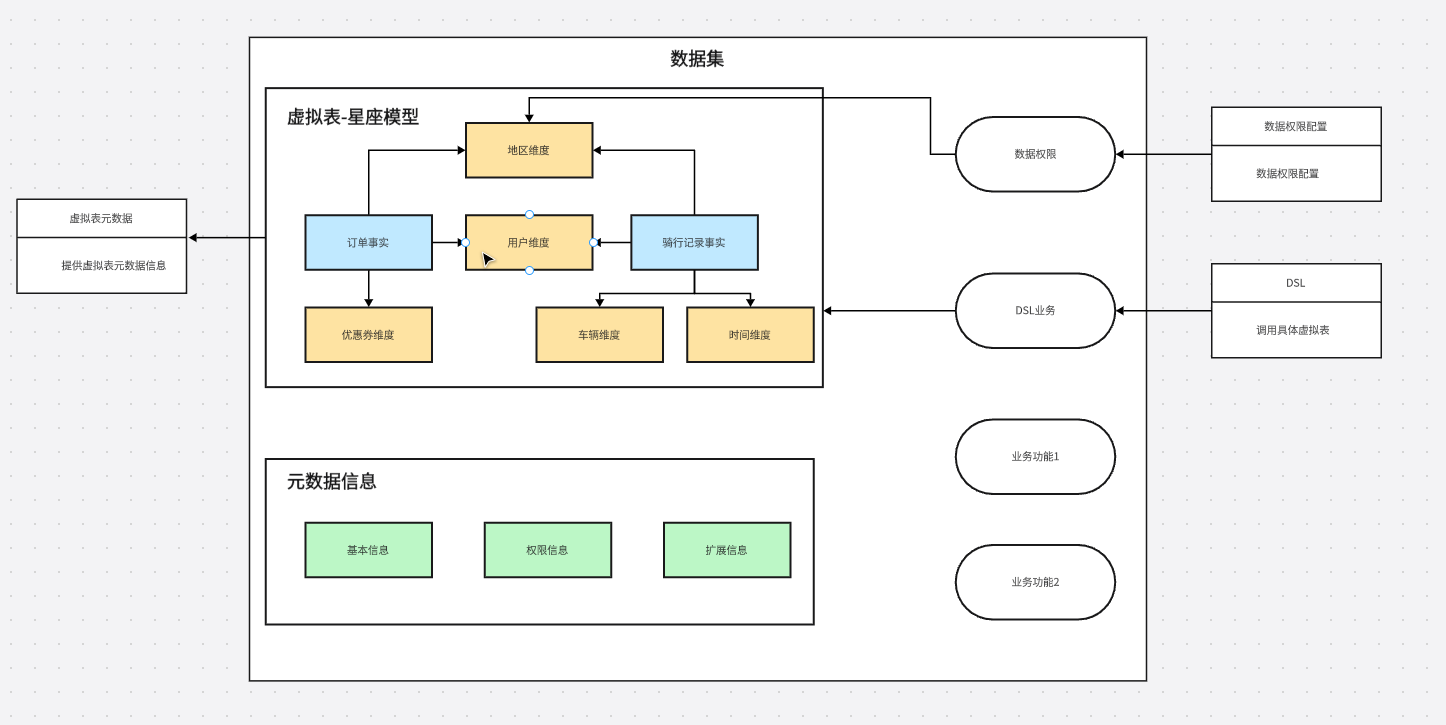 数据集
虚拟表-星座模型
地区维度
数据权限
数据权限配置
数据权限配置
虚拟表元数据
提供虚拟表元数据信息
订单事实
用户维度
骑行记录事实
DSL业务
DSL
调用具体虚拟表
优惠券维度
车辆维度
时间维度
业务功能1
元数据信息
基本信息
权限信息
扩展信息
业务功能2